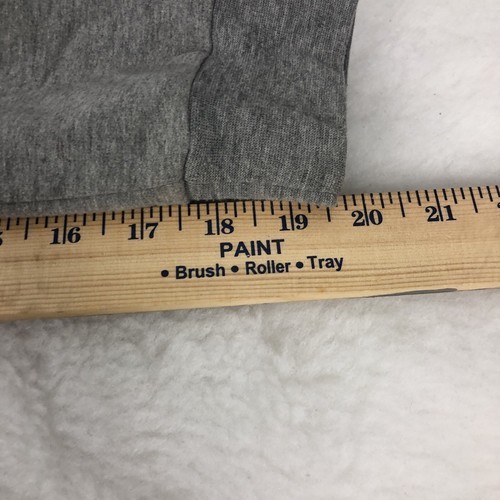 16 17 18 19 20 21
PAINT
• Brush • Roller • Tray